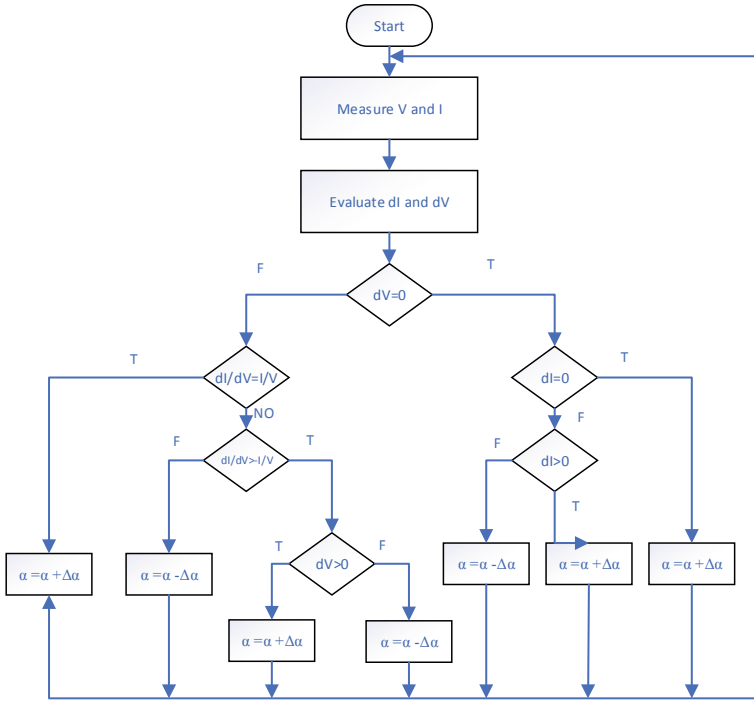 Start
Measure V and I
Evaluate dI and dV
F
T
dV=0
T
dI/dV=I/V
dI=0
T
NO
F
F
T
dI/dV>-I/V
F
dI>0
T
T
dV>0
F
α =α +Δα
α =α -Δα
α =α -Δα
α =α +Δα
α =α +Δα
α =α +Δα
α =α -Δα